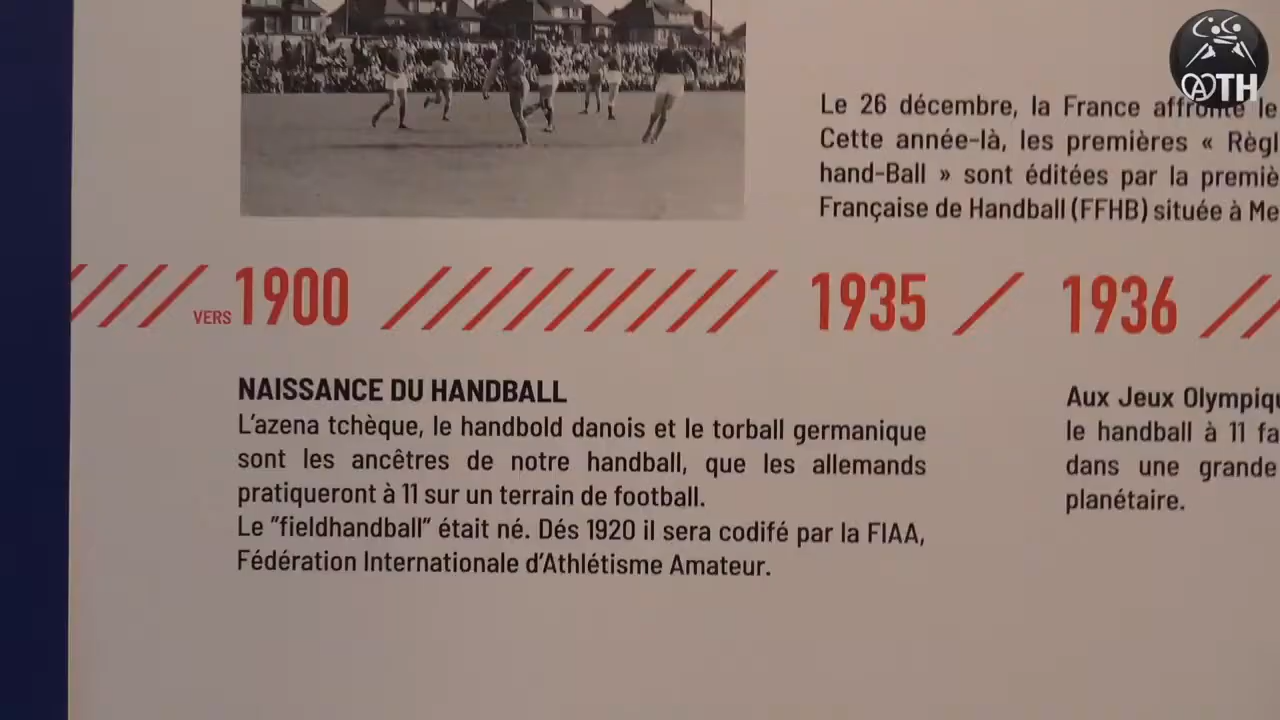 Le 26 décembre, la France affronte le
Cette année-là, les premières « Règl
hand-Ball » sont éditées par la premiè
Française de Handball (FFHB) située à Me
VERS 1900
1935
1936
NAISSANCE DU HANDBALL
L'azena tchèque, le handbold danois et le torball germanique
sont les ancêtres de notre handball, que les allemands
pratiqueront à 11 sur un terrain de football.
Le "fieldhandball" était né. Dés 1920 il sera codifé par la FIAA,
Fédération Internationale d'Athlétisme Amateur.
Aux Jeux Olympiqu
le handball à 11 fa
dans une grande
planétaire.
ATH